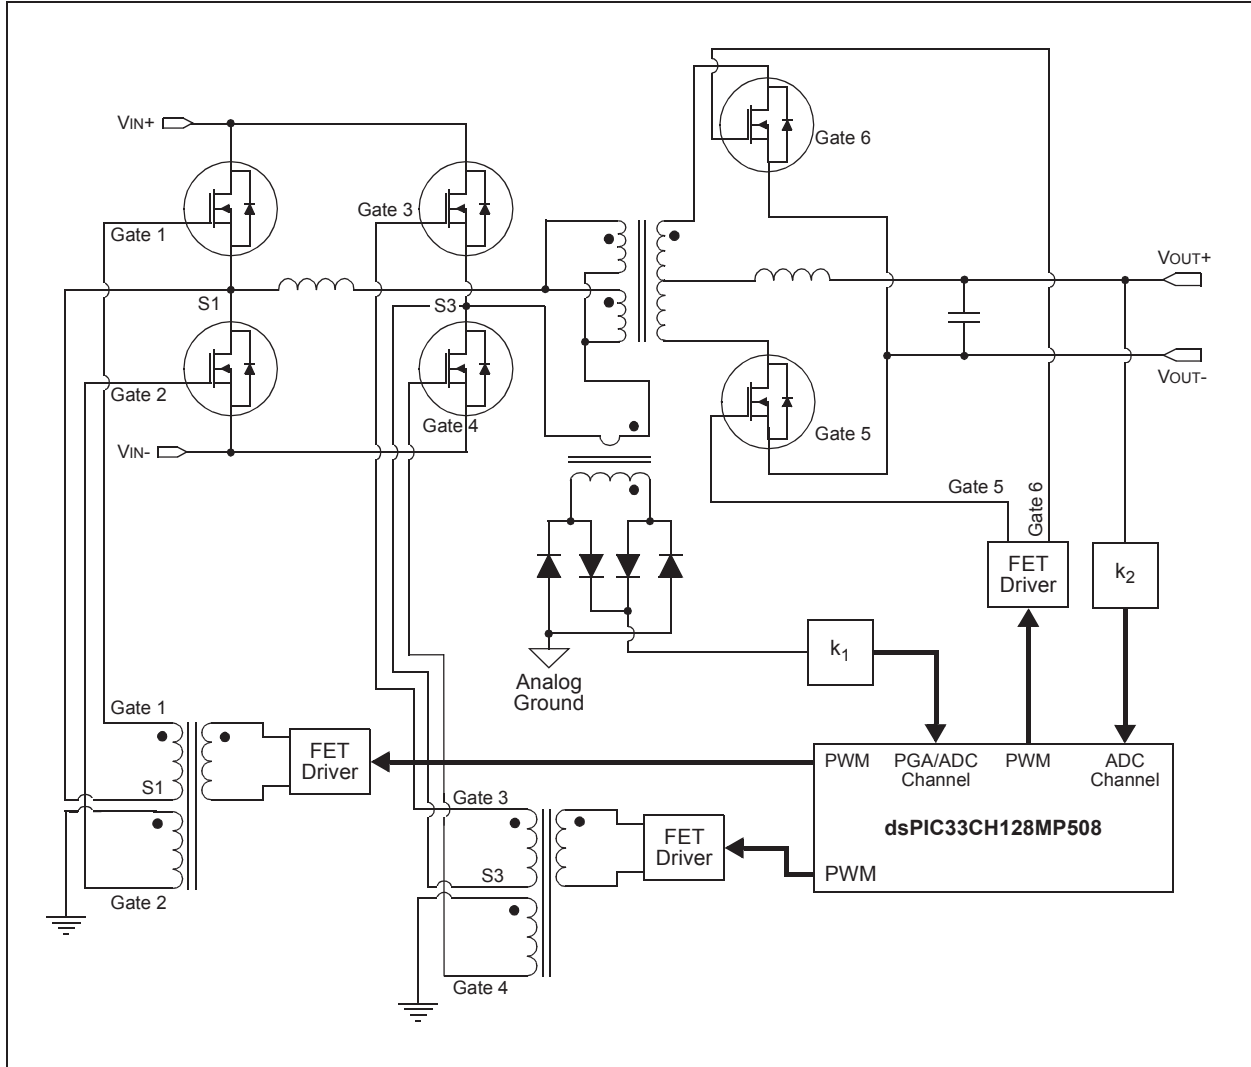 VIN+
Gate 1
S1
Gate 2
VIN-
Gate 3
S3
Gate 4
Gate 6
VOUT+
VOUT-
Gate 5
Gate 5
Gate 6
FET
Driver
k2
k1
Analog
Ground
Gate 1
S1
Gate 2
FET
Driver
Gate 3
S3
Gate 4
FET
Driver
PWM
PGA/ADC
Channel
PWM
ADC
Channel
dsPIC33CH128MP508
PWM